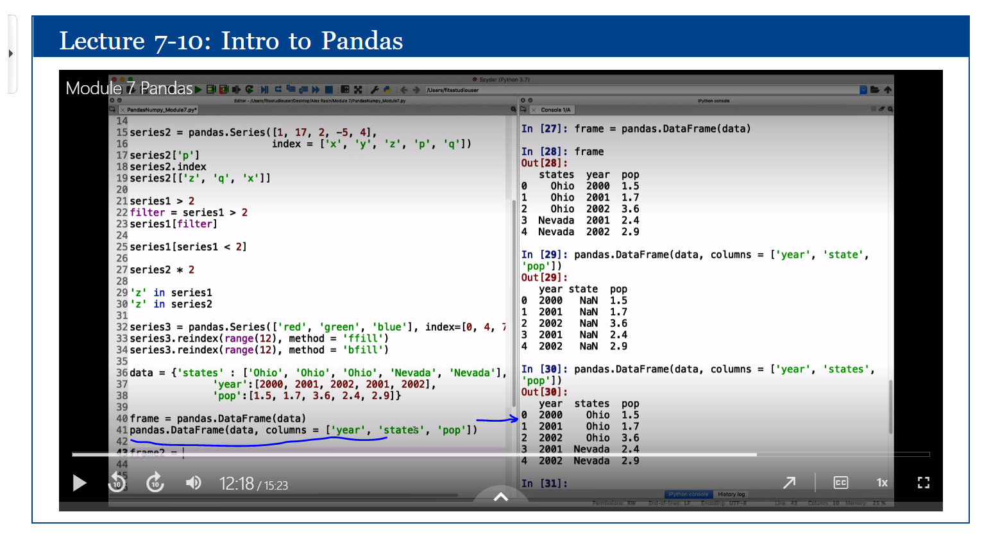 Lecture 7-10: Intro to Pandas
Module 7 Pandas
Spyder (Python 3.7)
/Users/fitsstudiouser
Editor - /Users/fitsstudiouser/Desktop/Alex Rasin/Module 7/PandasNumpy_Module7.py
PandasNumpy_Module7.py*
14
15 series2 = pandas.Series([1, 17, 2, -5, 4],
16 index = ['x', 'y', 'z', 'p', 'q'])
17 series2['p']
18 series2.index
19 series2[['z', 'q', 'x']]
20
21 series1 > 2
22 filter = series1 > 2
23 series1[filter]
24
25 series1[series1 < 2]
26
27 series2 * 2
28
29 'z' in series1
30 'z' in series2
31
32 series3 = pandas.Series(['red', 'green', 'blue'], index=[0, 4, 7
33 series3.reindex(range(12), method = 'ffill')
34 series3.reindex(range(12), method = 'bfill')
35
36 data = {'states' : ['Ohio', 'Ohio', 'Ohio', 'Nevada', 'Nevada'],
37 'year':[2000, 2001, 2002, 2001, 2002],
38 'pop':[1.5, 1.7, 3.6, 2.4, 2.9]}
39
40 frame = pandas.DataFrame(data)
41 pandas.DataFrame(data, columns = ['year', 'states', 'pop'])
42
43 frame2 =
44
IPython console
Console 1/A
In [27]: frame = pandas.DataFrame(data)
In [28]: frame
Out[28]:
states year pop
0 Ohio 2000 1.5
1 Ohio 2001 1.7
2 Ohio 2002 3.6
3 Nevada 2001 2.4
4 Nevada 2002 2.9
In [29]: pandas.DataFrame(data, columns = ['year', 'state',
'pop'])
Out[29]:
year state pop
0 2000 NaN 1.5
1 2001 NaN 1.7
2 2002 NaN 3.6
3 2001 NaN 2.4
4 2002 NaN 2.9
In [30]: pandas.DataFrame(data, columns = ['year', 'states',
'pop'])
Out[30]:
year states pop
0 2000 Ohio 1.5
1 2001 Ohio 1.7
2 2002 Ohio 3.6
3 2001 Nevada 2.4
4 2002 Nevada 2.9
In [31]:
IPython console History log
Permissions: RW End-of-lines: LF Encoding: UTF-8 Line: 43 Column: 10 Memory: 25 %
10 10 12:18 / 15:23 CC 1x